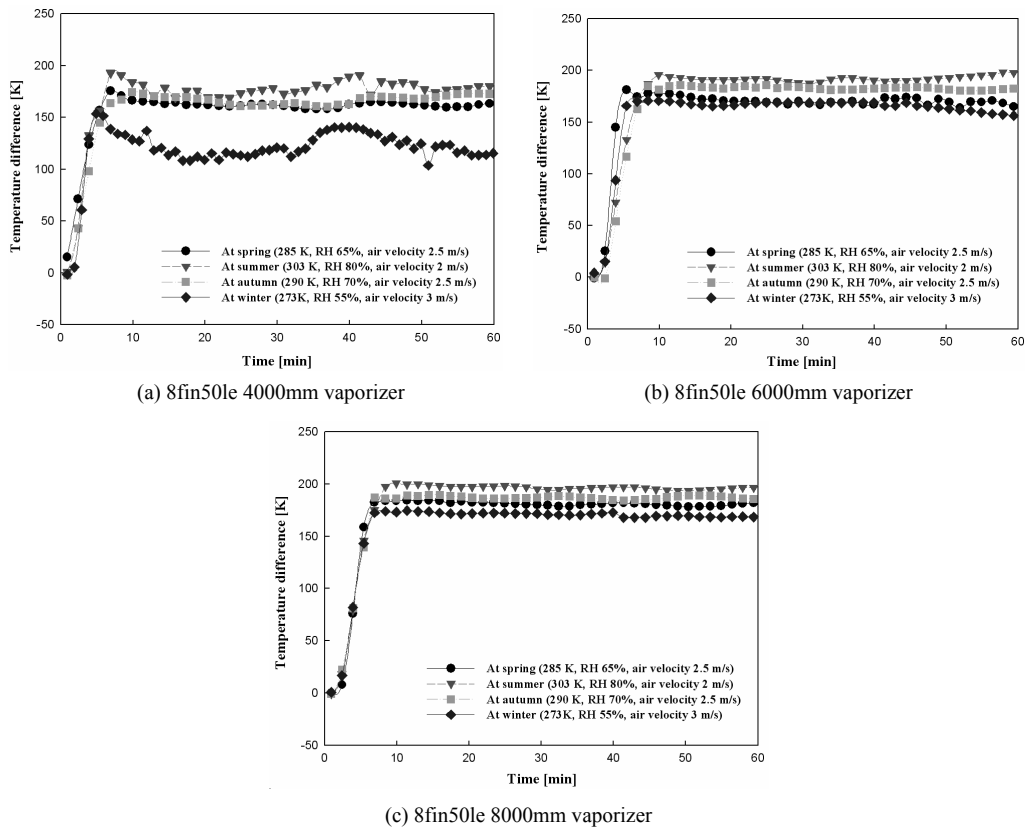 250
200
150
100
50
0
-50
Temperature difference [K]
0 10 20 30 40 50 60
Time [min]
At spring (285 K, RH 65%, air velocity 2.5 m/s)
At summer (303 K, RH 80%, air velocity 2 m/s)
At autumn (290 K, RH 70%, air velocity 2.5 m/s)
At winter (273K, RH 55%, air velocity 3 m/s)
(a) 8fin50le 4000mm vaporizer
250
200
150
100
50
0
-50
Temperature difference [K]
0 10 20 30 40 50 60
Time [min]
At spring (285 K, RH 65%, air velocity 2.5 m/s)
At summer (303 K, RH 80%, air velocity 2 m/s)
At autumn (290 K, RH 70%, air velocity 2.5 m/s)
At winter (273K, RH 55%, air velocity 3 m/s)
(b) 8fin50le 6000mm vaporizer
250
200
150
100
50
0
-50
Temperature difference [K]
0 10 20 30 40 50 60
Time [min]
At spring (285 K, RH 65%, air velocity 2.5 m/s)
At summer (303 K, RH 80%, air velocity 2 m/s)
At autumn (290 K, RH 70%, air velocity 2.5 m/s)
At winter (273K, RH 55%, air velocity 3 m/s)
(c) 8fin50le 8000mm vaporizer